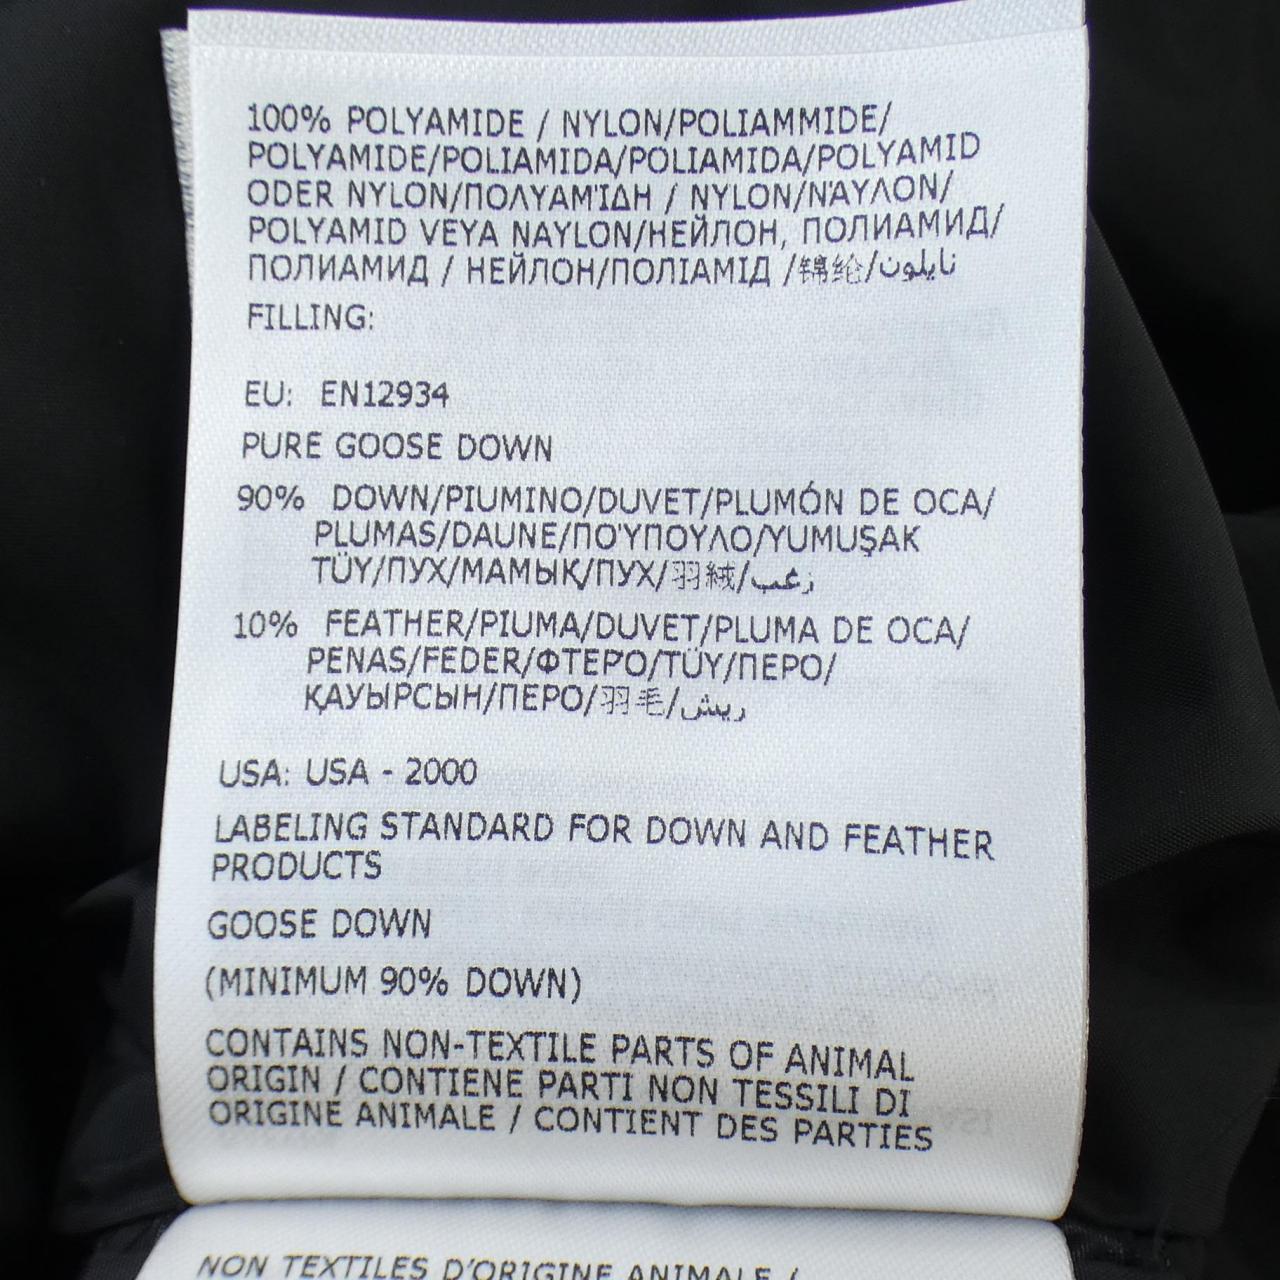 100% POLYAMIDE / NYLON/POLIAMMIDE/
POLYAMIDE/POLIAMIDA/POLIAMIDA/POLYAMID
ODER NYLON/ΠΟΛΥΑΜΊΔΗ / NYLON/ΝΆΥΛΟΝ/
POLYAMID VEYA NAYLON/НЕЙЛОН, ПОЛИАМИД/
ПОЛИАМИД / НЕЙЛОН/ПОЛІАМІД /锦纶/نايلون
FILLING:
EU: EN12934
PURE GOOSE DOWN
90% DOWN/PIUMINO/DUVET/PLUMÓN DE OCA/
PLUMAS/DAUNE/ΠΟΎΠΟΥΛΟ/YUMUŞAK
TÜY/ПУХ/МАМЫҚ/ПУХ/羽絨/زغب
10% FEATHER/PIUMA/DUVET/PLUMA DE OCA/
PENAS/FEDER/ΦΤΕΡΟ/TÜY/ПЕРО/
ҚАУЫРСЫН/ПЕРО/羽毛/ريش
USA: USA - 2000
LABELING STANDARD FOR DOWN AND FEATHER
PRODUCTS
GOOSE DOWN
(MINIMUM 90% DOWN)
CONTAINS NON-TEXTILE PARTS OF ANIMAL
ORIGIN / CONTIENE PARTI NON TESSILI DI
ORIGINE ANIMALE / CONTIENT DES PARTIES
NON TEXTILES D'ORIGINE ANIMALE /